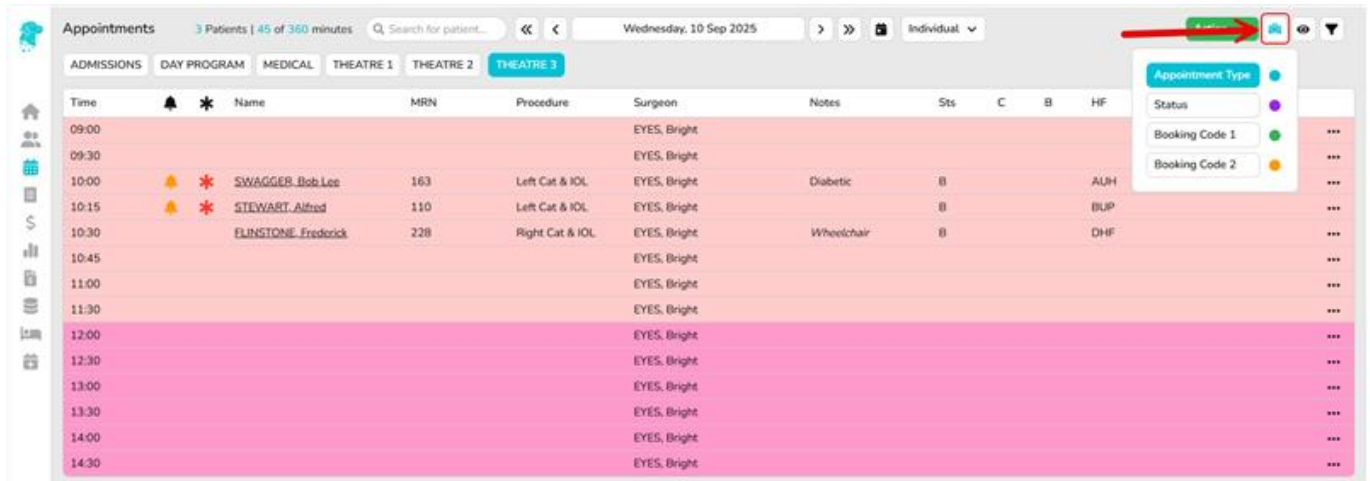 Appointments 3 Patients | 45 of 360 minutes Search for patient... Wednesday, 10 Sep 2025 Individual
ADMISSIONS DAY PROGRAM MEDICAL THEATRE 1 THEATRE 2 THEATRE 3
Appointment Type
Status
Booking Code 1
Booking Code 2
Time Name MRN Procedure Surgeon Notes Sts C B HF
09:00 EYES, Bright
09:30 EYES, Bright
10:00 SWAGGER, Bob Lee 163 Left Cat & IOL EYES, Bright Diabetic B AUH
10:15 STEWART, Alfred 110 Left Cat & IOL EYES, Bright B BUP
10:30 FLINSTONE, Frederick 228 Right Cat & IOL EYES, Bright Wheelchair B DHF
10:45 EYES, Bright
11:00 EYES, Bright
11:30 EYES, Bright
12:00 EYES, Bright
12:30 EYES, Bright
13:00 EYES, Bright
13:30 EYES, Bright
14:00 EYES, Bright
14:30 EYES, Bright